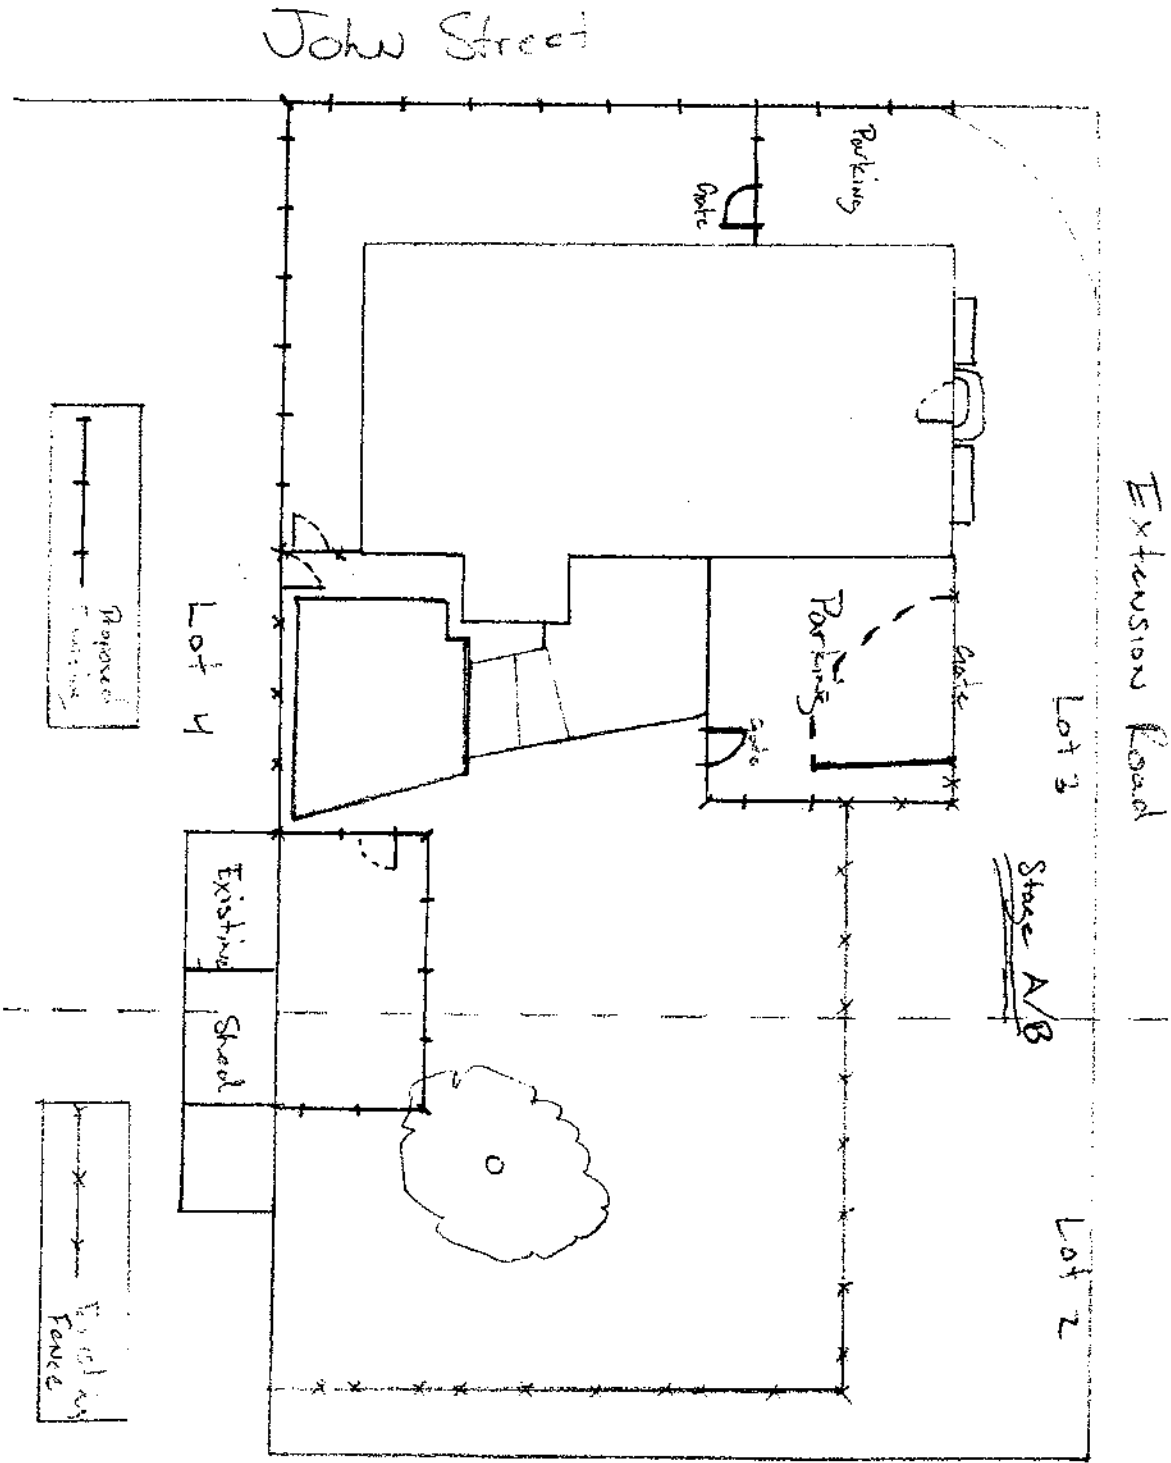 John Street
Parking
Gate
Extension Road
Parking
Gate
Gate
Lot 3
Lot 4
Proposed
Stage A/B
Existing
Shed
Lot 2
Fence